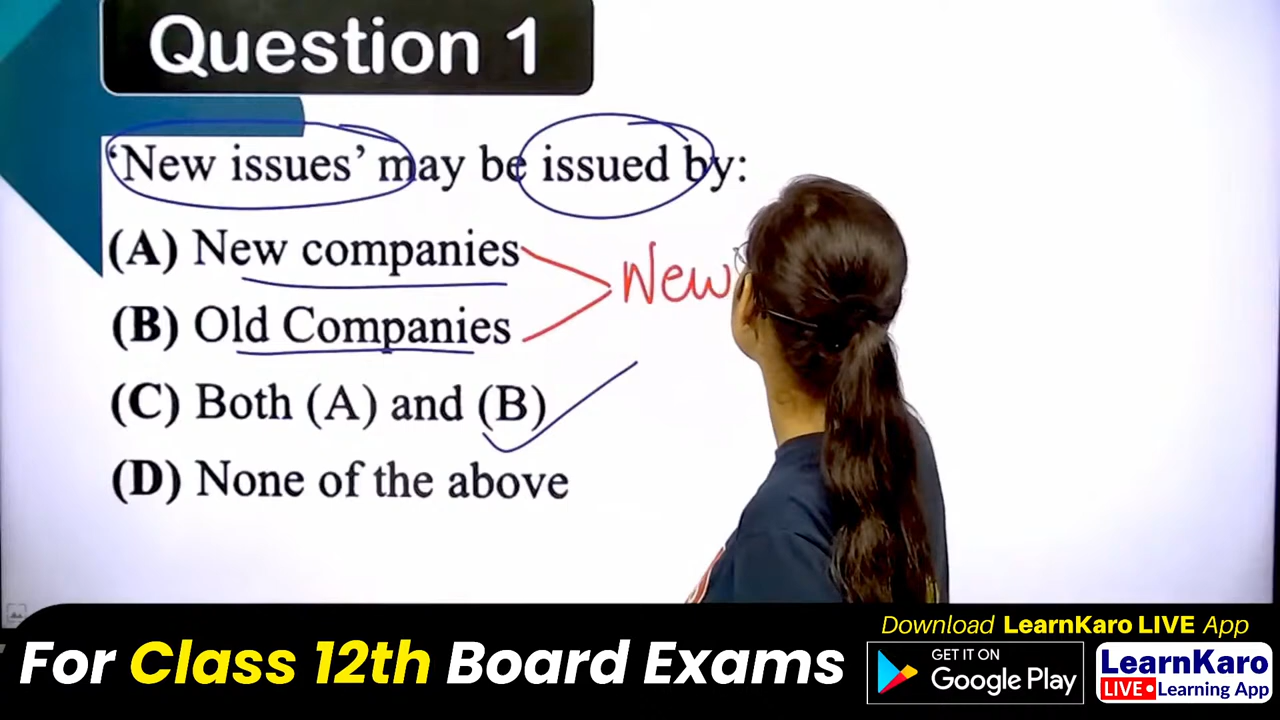 Question 1
‘New issues’ may be issued by:
(A) New companies
New
(B) Old Companies
(C) Both (A) and (B)
(D) None of the above
For Class 12th Board Exams
Download LearnKaro LIVE App
GET IT ON
Google Play
LearnKaro
LIVE Learning App